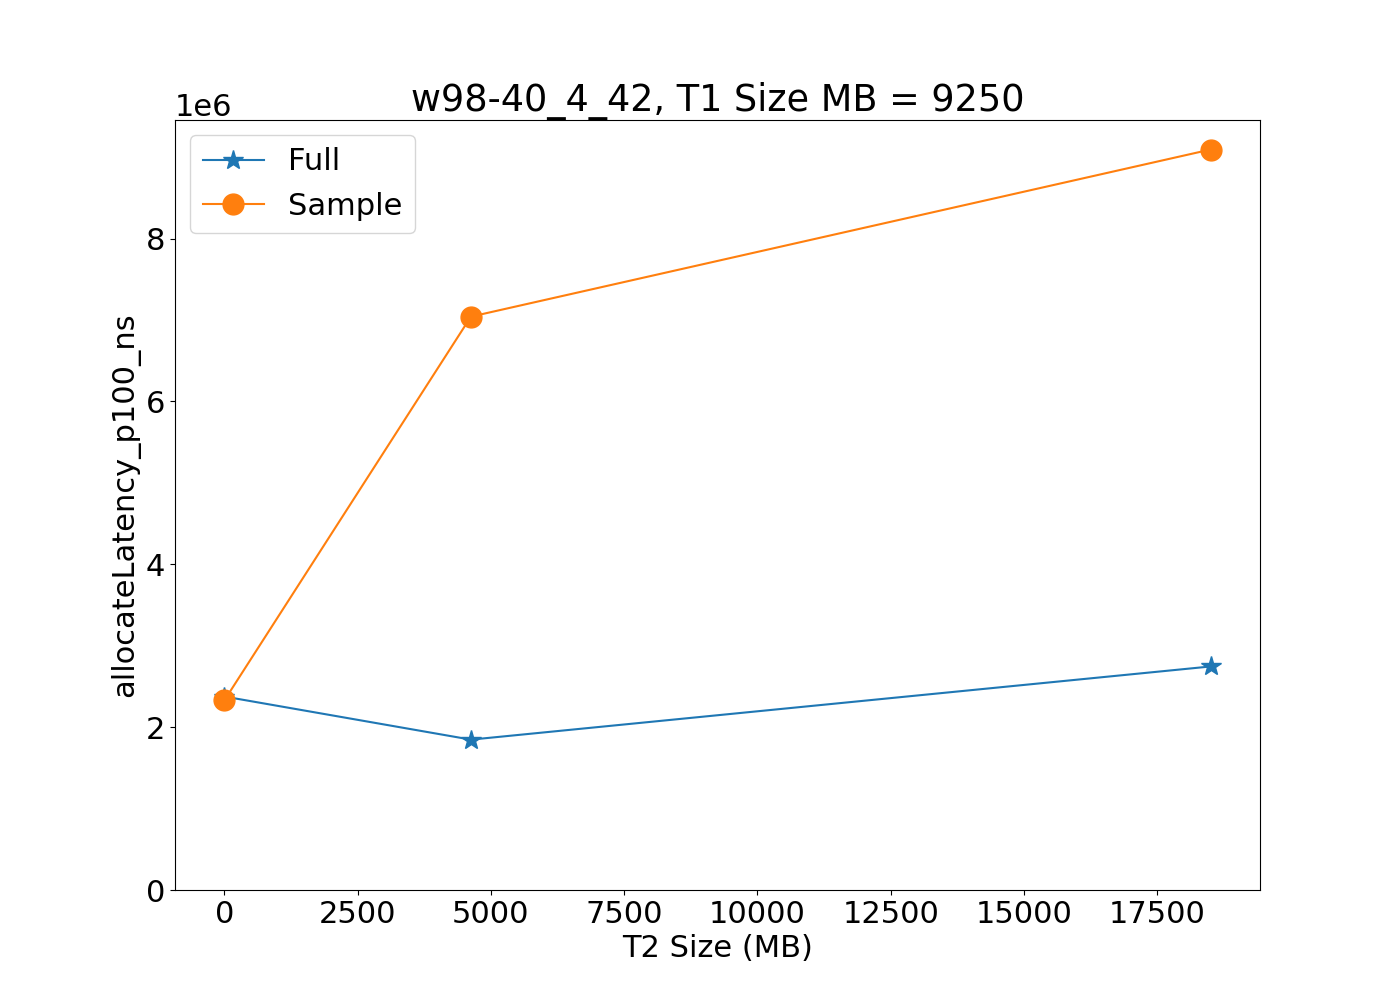 w98-40_4_42, T1 Size MB = 9250
1e6
Full
Sample
8
6
4
2
0
allocateLatency_p100_ns
0 2500 5000 7500 10000 12500 15000 17500
T2 Size (MB)